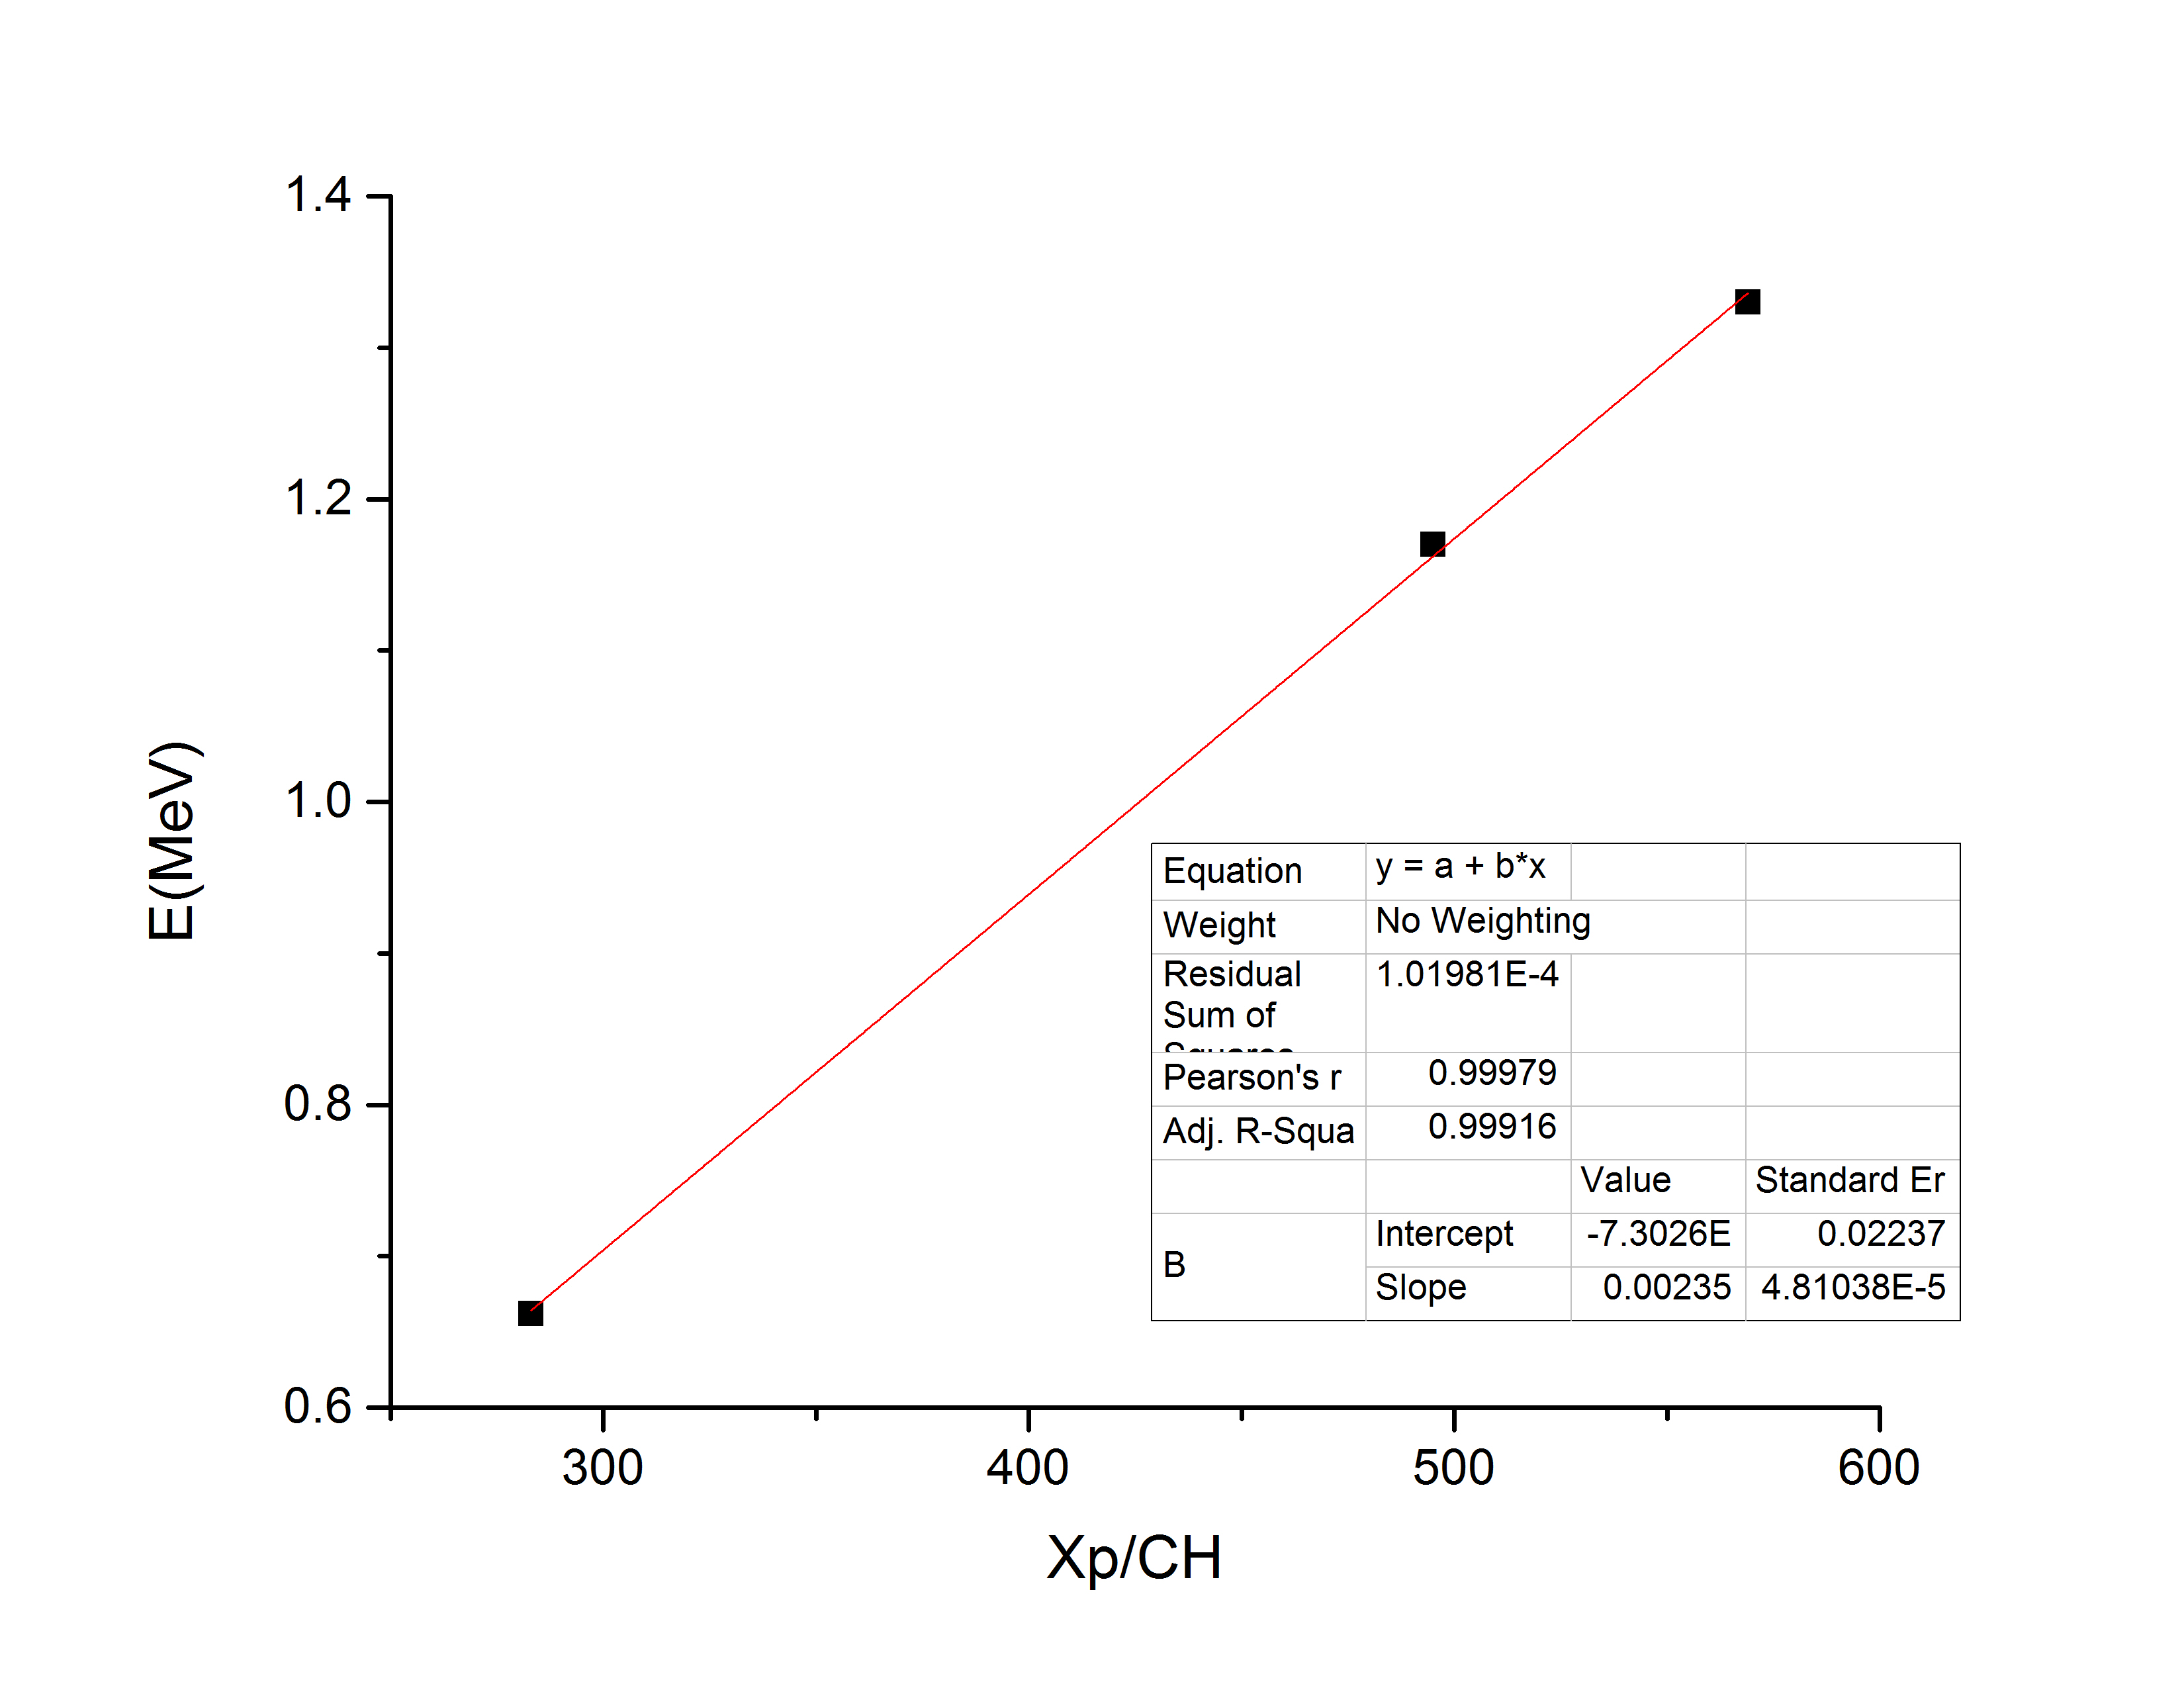 1.4
1.2
1.0
0.8
0.6
E(MeV)
300 400 500 600
Xp/CH
Equation y = a + b*x
Weight No Weighting
Residual 1.01981E-4
Sum of
Squares
Pearson's r 0.99979
Adj. R-Squa 0.99916
Value Standard Er
B
Intercept -7.3026E 0.02237
Slope 0.00235 4.81038E-5